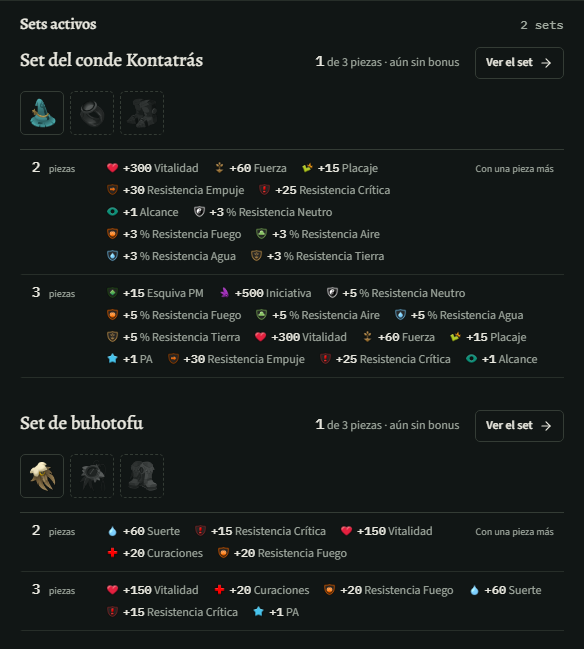 Sets activos 2 sets
Set del conde Kontatrás 1 de 3 piezas · aún sin bonus Ver el set →
2 piezas +300 Vitalidad +60 Fuerza +15 Placaje Con una pieza más
+30 Resistencia Empuje +25 Resistencia Crítica
+1 Alcance +3 % Resistencia Neutro
+3 % Resistencia Fuego +3 % Resistencia Aire
+3 % Resistencia Agua +3 % Resistencia Tierra
3 piezas +15 Esquiva PM +500 Iniciativa +5 % Resistencia Neutro
+5 % Resistencia Fuego +5 % Resistencia Aire +5 % Resistencia Agua
+5 % Resistencia Tierra +300 Vitalidad +60 Fuerza +15 Placaje
+1 PA +30 Resistencia Empuje +25 Resistencia Crítica +1 Alcance
Set de buhotofu 1 de 3 piezas · aún sin bonus Ver el set →
2 piezas +60 Suerte +15 Resistencia Crítica +150 Vitalidad Con una pieza más
+20 Curaciones +20 Resistencia Fuego
3 piezas +150 Vitalidad +20 Curaciones +20 Resistencia Fuego +60 Suerte
+15 Resistencia Crítica +1 PA